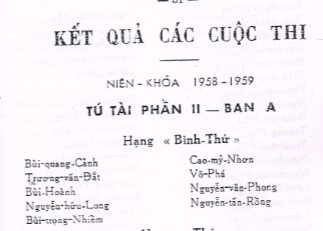 KẾT QUẢ CÁC CUỘC THI
NIÊN - KHÓA 1958 - 1959
TÚ TÀI PHẦN II — BAN A
Hạng « Bình-Thứ »
Bùi-quang-Cảnh
Trương-văn-Đắt
Bùi-Hoành
Nguyễn-hữu-Long
Bùi-trọng-Nhiêm
Cao-mỹ-Nhơn
Võ-Phá
Nguyễn-văn-Phong
Nguyễn-tấn-Rồng